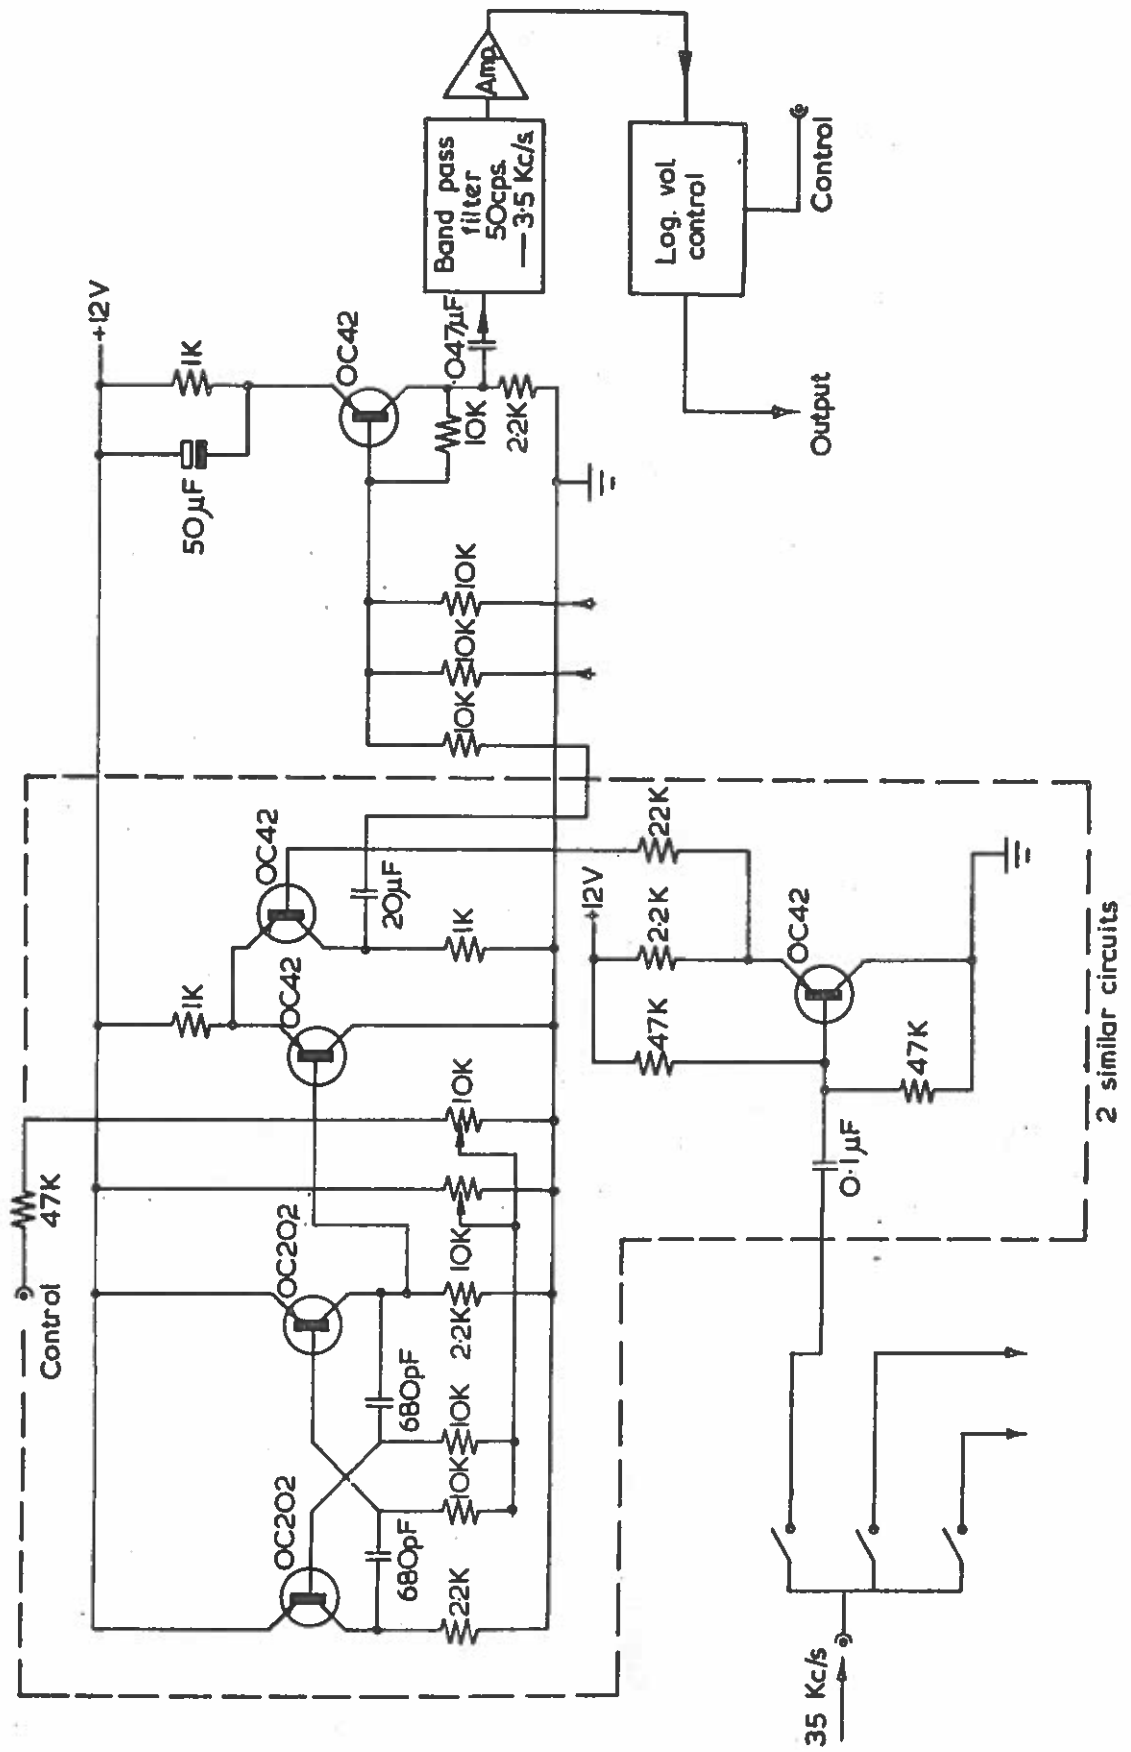 Control
47K
+12V
1K
1K
50µF
OC202
OC202
OC42
OC42
OC42
680pF
680pF
20µF
22K
10K
10K
2·2K
10K
10K
1K
10K
10K
10K
10K
·047µF
2·2K
Band pass
filter
50cps.
— 3·5 Kc/s
Amp
+12V
47K
2·2K
22K
OC42
0·1µF
47K
Log. vol
control
Control
Output
35 Kc/s
2 similar circuits